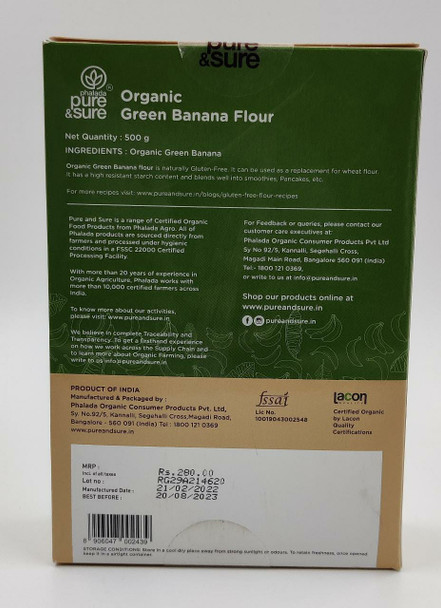 pure
&sure
phalada
pure
&sure
®
Organic
Green Banana Flour
Net Quantity : 500 g
INGREDIENTS : Organic Green Banana
Organic Green Banana flour is naturally Gluten-Free. It can be used as a replacement for wheat flour.
It has a high resistant starch content and blends well into smoothies, Pancakes, etc.
For more recipes visit: www.pureandsure.in/blogs/gluten-free-flour-recipes
Pure and Sure is a range of Certified Organic
Food Products from Phalada Agro. All of
Phalada products are sourced directly from
farmers and processed under hygienic
conditions in a FSSC 22000 Certified
Processing Facility.
With more than 20 years of experience in
Organic Agriculture, Phalada works with
more than 10,000 certified farmers across
India.
To know more about our activities,
please visit: www.pureandsure.in
We believe in complete Traceability and
Transparency. To get a firsthand experience
on how we work across the Supply Chain and
to learn more about Organic Farming, please
write to us info@pureandsure.in
For Feedback or queries, please contact our
customer care executives at:
Phalada Organic Consumer Products Pvt Ltd
Sy No 92/5, Kannalli, Segehalli Cross,
Magadi Main Road, Bangalore 560 091 (India)
Tel:- 1800 121 0369,
or write to us at info@pureandsure.in
Shop our products online at
www.pureandsure.in
pureandsure.in
PRODUCT OF INDIA
Manufactured & Packaged by :
Phalada Organic Consumer Products Pvt. Ltd,
Sy No.92/5, Kannalli, Segehalli Cross,Magadi Road,
Bangalore - 560 091 (India) Tel : 1800 121 0369
www.pureandsure.in
fssai
Lic No.
10019043002548
Lacon
Certified Organic
by Lacon
Quality
Certifications
MRP :
Incl. of all taxes
Rs.280.00
Lot no :
RG29A214620
Manufactured Date :
21/02/2022
BEST BEFORE :
20/08/2023
8 906047 002439
STORAGE CONDITIONS: Store in a cool dry place away from strong sunlight or odours. To retain freshness, once opened
keep it in a airtight container